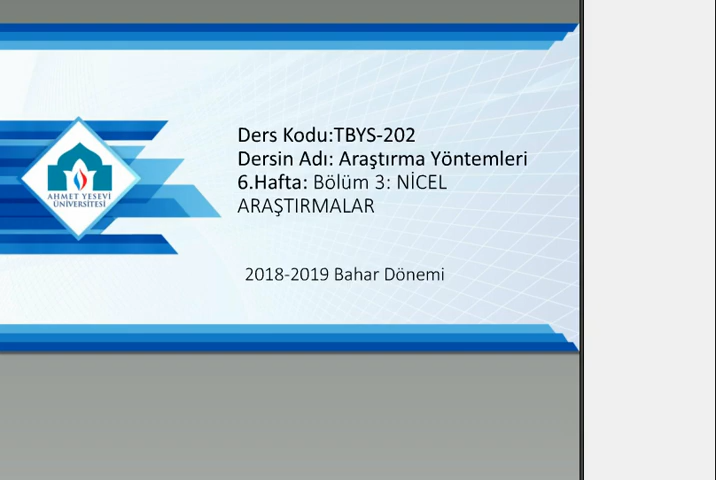 Ders Kodu:TBYS-202
Dersin Adı: Araştırma Yöntemleri
6.Hafta: Bölüm 3: NİCEL
ARAŞTIRMALAR
AHMET YESEVİ
ÜNİVERSİTESİ
2018-2019 Bahar Dönemi